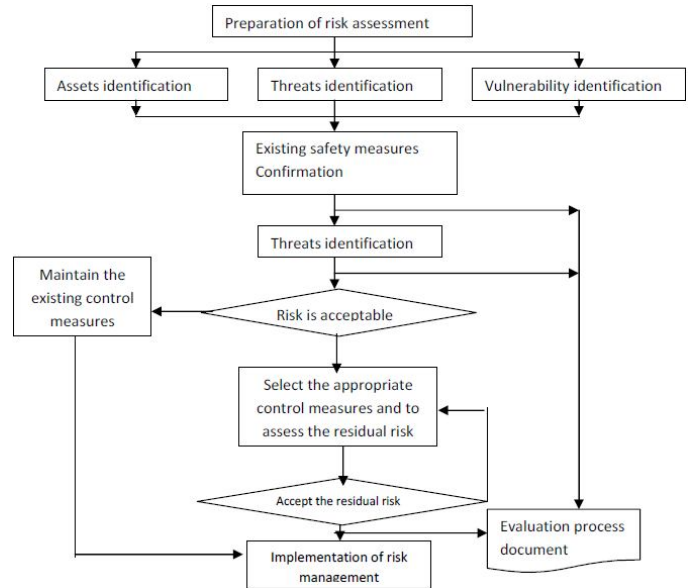 Preparation of risk assessment
Assets identification
Threats identification
Vulnerability identification
Existing safety measures
Confirmation
Threats identification
Maintain the
existing control
measures
Risk is acceptable
Select the appropriate
control measures and to
assess the residual risk
Accept the residual risk
Evaluation process
document
Implementation of risk
management